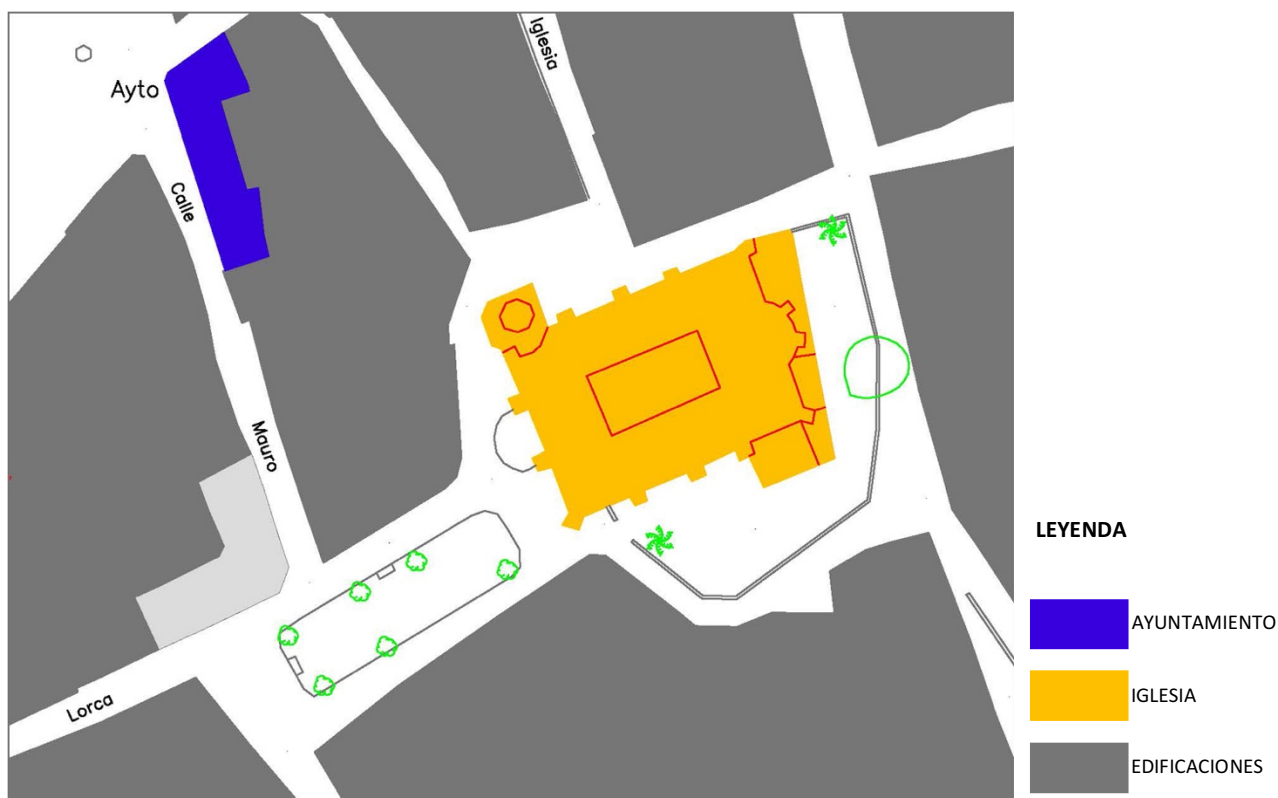 Iglesia
Ayto
Calle
Mauro
Lorca
LEYENDA
AYUNTAMIENTO
IGLESIA
EDIFICACIONES